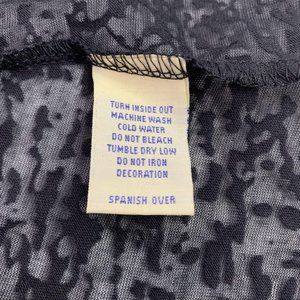 TURN INSIDE OUT
MACHINE WASH
COLD WATER
DO NOT BLEACH
TUMBLE DRY LOW
DO NOT IRON
DECORATION
SPANISH OVER